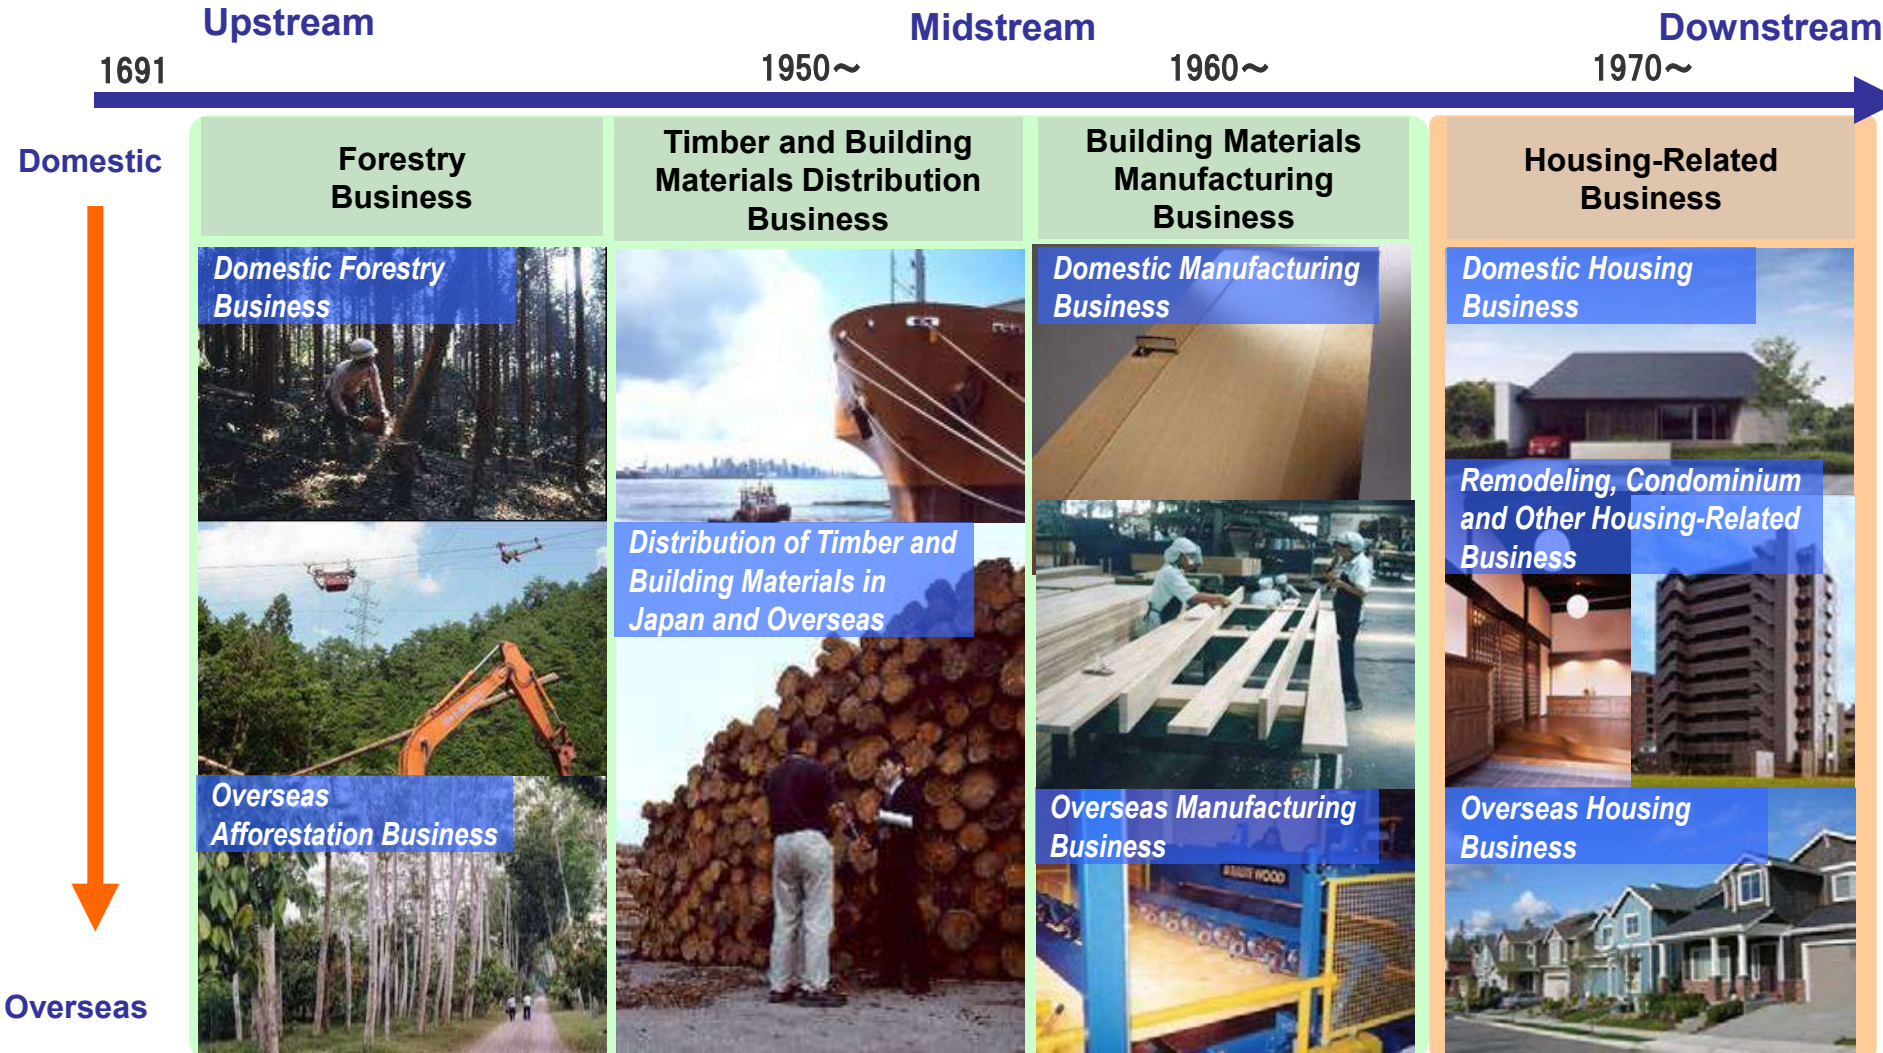 Upstream
Midstream
Downstream
1691
1950～
1960～
1970～
Domestic
Overseas
Forestry
Business
Timber and Building
Materials Distribution
Business
Building Materials
Manufacturing
Business
Housing-Related
Business
Domestic Forestry
Business
Overseas
Afforestation Business
Distribution of Timber and
Building Materials in
Japan and Overseas
Domestic Manufacturing
Business
Overseas Manufacturing
Business
RAUTE WOOD
Domestic Housing
Business
Remodeling, Condominium
and Other Housing-Related
Business
Overseas Housing
Business